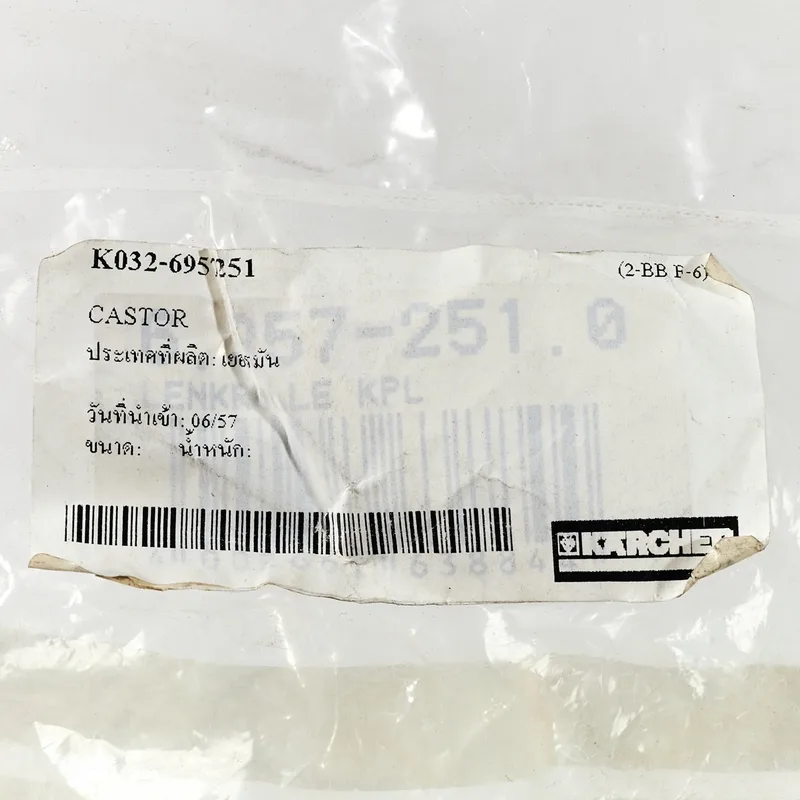 K032-695251
(2-BB F-6)
CASTOR
057-251.0
ประเทศที่ผลิต: เยอรมัน
KPL
วันที่นำเข้า: 06/57
ขนาด: น้ำหนัก:
KARCHER